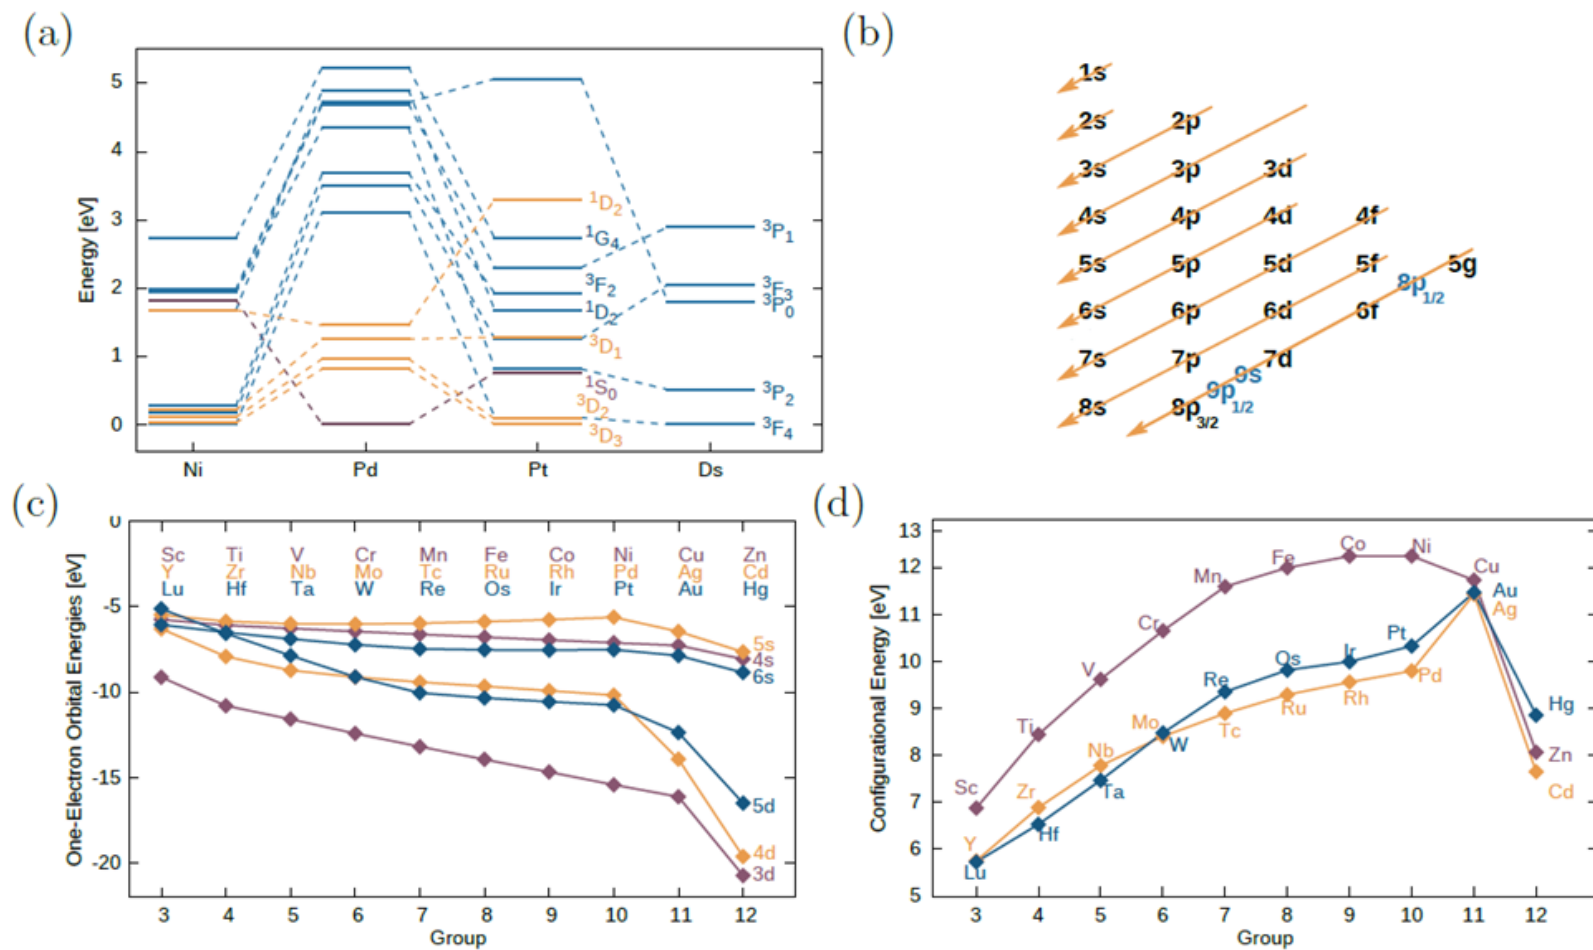 (a)
5
4
3
2
1
0
Energy [eV]
Ni Pd Pt Ds
¹D₂
¹G₄
³F₂
¹D₂
³D₁
¹S₀
³D₂
³D₃
³P₁
³F₃
³P₀
³P₂
³F₄
(b)
1s
2s 2p
3s 3p 3d
4s 4p 4d 4f
5s 5p 5d 5f 5g
8p1/2
6s 6p 6d 6f
7s 7p 7d
9s
9p1/2
8s 8p3/2
(c)
0
-5
-10
-15
-20
One-Electron Orbital Energies [eV]
Sc Ti V Cr Mn Fe Co Ni Cu Zn
Y Zr Nb Mo Tc Ru Rh Pd Ag Cd
Lu Hf Ta W Re Os Ir Pt Au Hg
5s
4s
6s
5d
4d
3d
3 4 5 6 7 8 9 10 11 12
Group
(d)
13
12
11
10
9
8
7
6
5
Configurational Energy [eV]
Sc
Ti
V
Cr
Mn
Fe
Co
Ni
Cu
Zn
Y
Zr
Nb
Mo
Tc
Ru
Rh
Pd
Ag
Cd
Lu
Hf
Ta
W
Re
Os
Ir
Pt
Au
Hg
3 4 5 6 7 8 9 10 11 12
Group